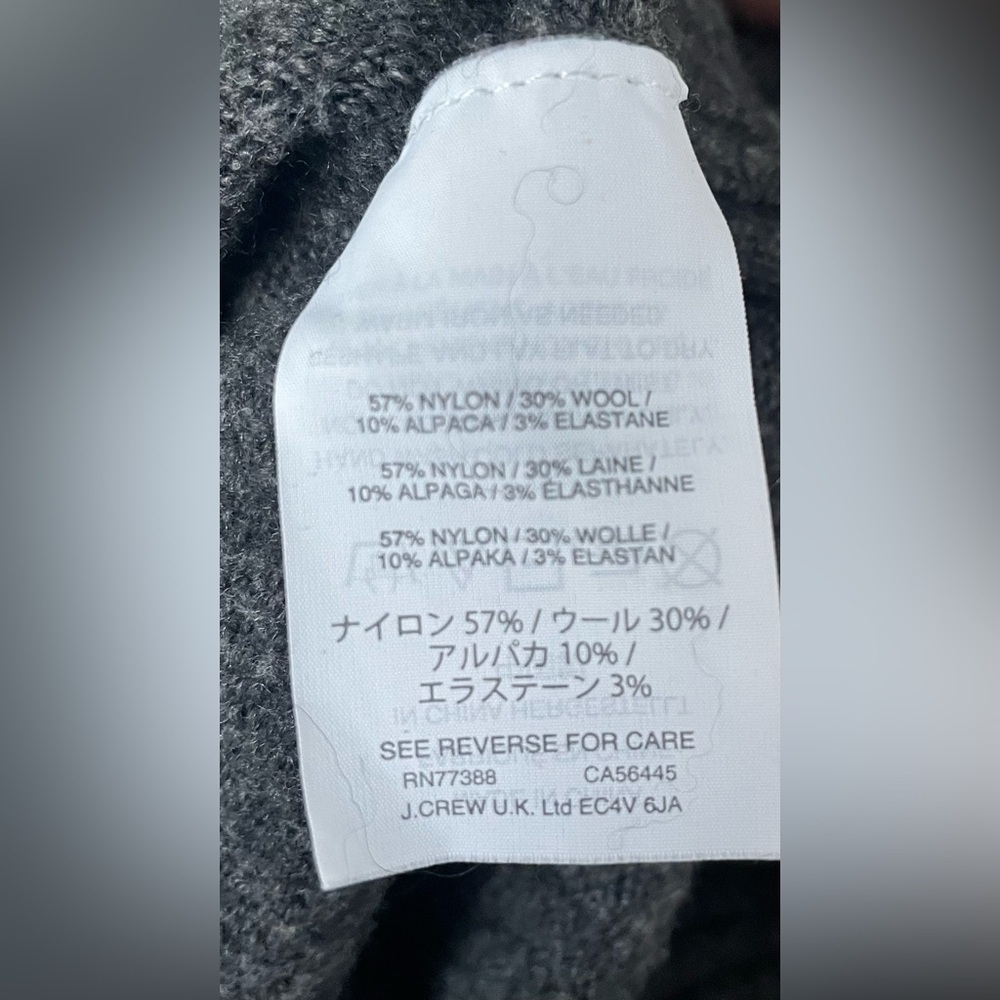 57% NYLON / 30% WOOL /
10% ALPACA / 3% ELASTANE
57% NYLON / 30% LAINE /
10% ALPAGA / 3% ÉLASTHANNE
57% NYLON / 30% WOLLE /
10% ALPAKA / 3% ELASTAN
ナイロン 57% / ウール 30% /
アルパカ 10% /
エラステーン 3%
SEE REVERSE FOR CARE
RN77388 CA56445
J.CREW U.K. Ltd EC4V 6JA